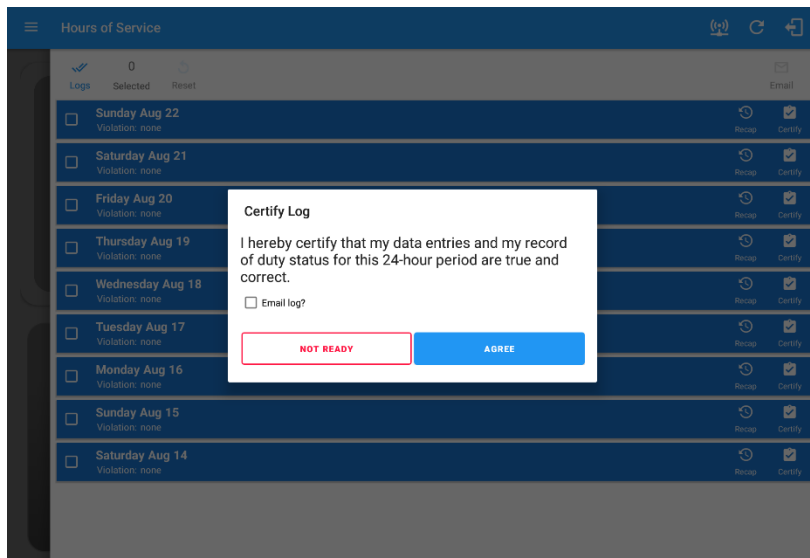 Hours of Service
Logs
0
Selected
Reset
Email
Sunday Aug 22
Violation: none
Recap
Certify
Saturday Aug 21
Violation: none
Recap
Certify
Friday Aug 20
Violation: none
Recap
Certify
Thursday Aug 19
Violation: none
Recap
Certify
Wednesday Aug 18
Violation: none
Recap
Certify
Tuesday Aug 17
Violation: none
Recap
Certify
Monday Aug 16
Violation: none
Recap
Certify
Sunday Aug 15
Violation: none
Recap
Certify
Saturday Aug 14
Violation: none
Recap
Certify
Certify Log
I hereby certify that my data entries and my record
of duty status for this 24-hour period are true and
correct.
Email log?
NOT READY
AGREE